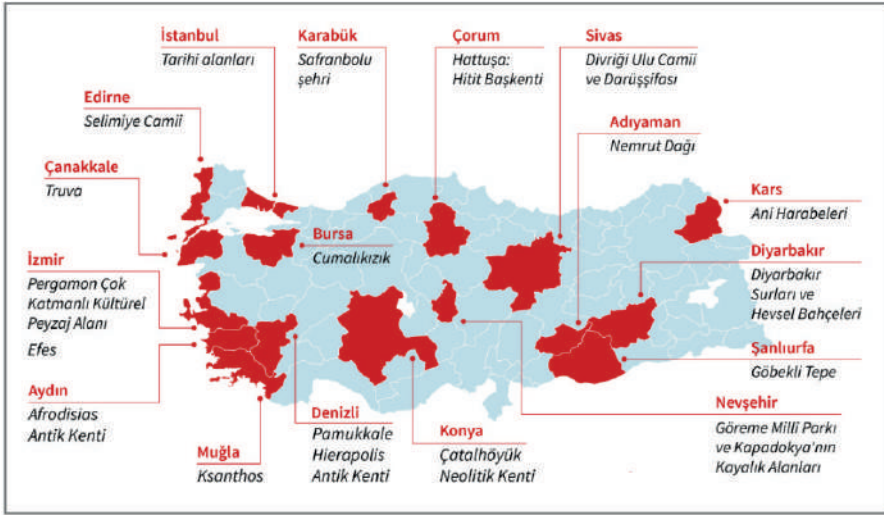 İstanbul
Tarihi alanları
Karabük
Safranbolu
şehri
Çorum
Hattuşa:
Hitit Başkenti
Sivas
Divriği Ulu Camii
ve Darüşşifası
Edirne
Selimiye Camii
Adıyaman
Nemrut Dağı
Çanakkale
Truva
Kars
Ani Harabeleri
Bursa
Cumalıkızık
İzmir
Pergamon Çok
Katmanlı Kültürel
Peyzaj Alanı
Efes
Diyarbakır
Diyarbakır
Surları ve
Hevsel Bahçeleri
Şanlıurfa
Göbekli Tepe
Aydın
Afrodisias
Antik Kenti
Muğla
Ksanthos
Denizli
Pamukkale
Hierapolis
Antik Kenti
Konya
Çatalhöyük
Neolitik Kenti
Nevşehir
Göreme Millî Parkı
ve Kapadokya'nın
Kayalık Alanları